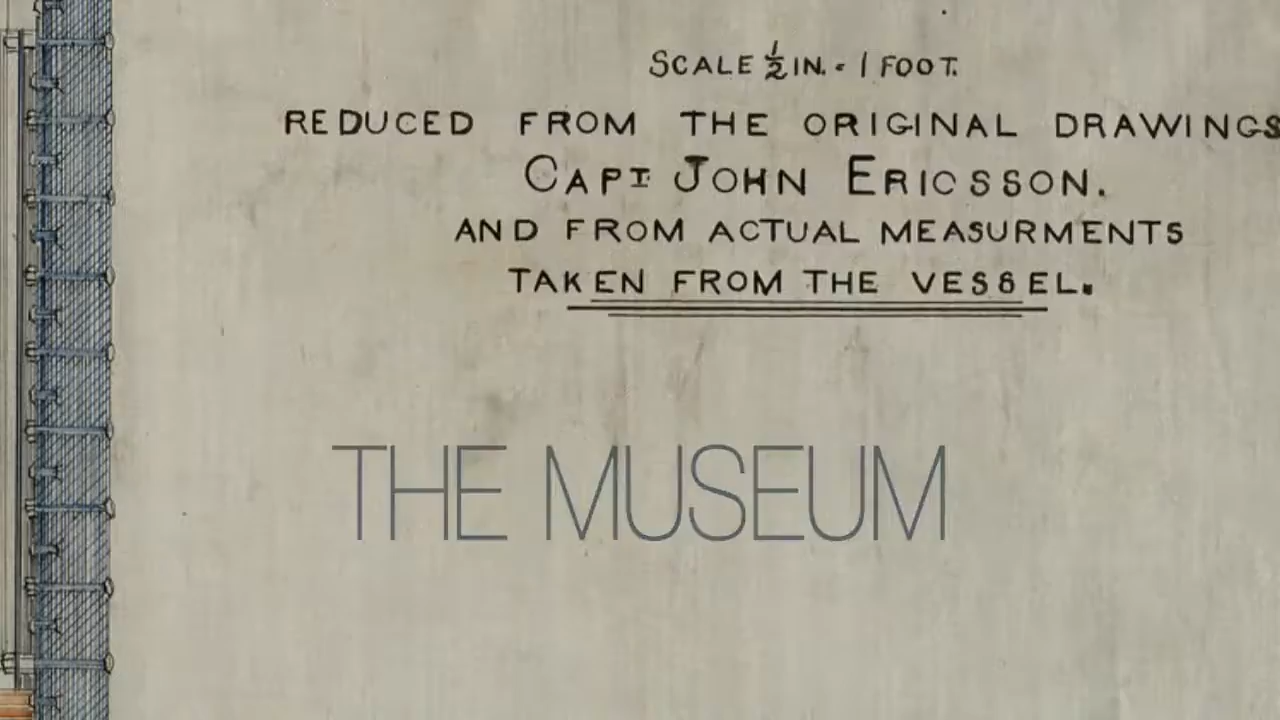 SCALE ½ IN. = 1 FOOT.
REDUCED FROM THE ORIGINAL DRAWINGS
CAPT JOHN ERICSSON.
AND FROM ACTUAL MEASURMENTS
TAKEN FROM THE VESSEL.
THE MUSEUM